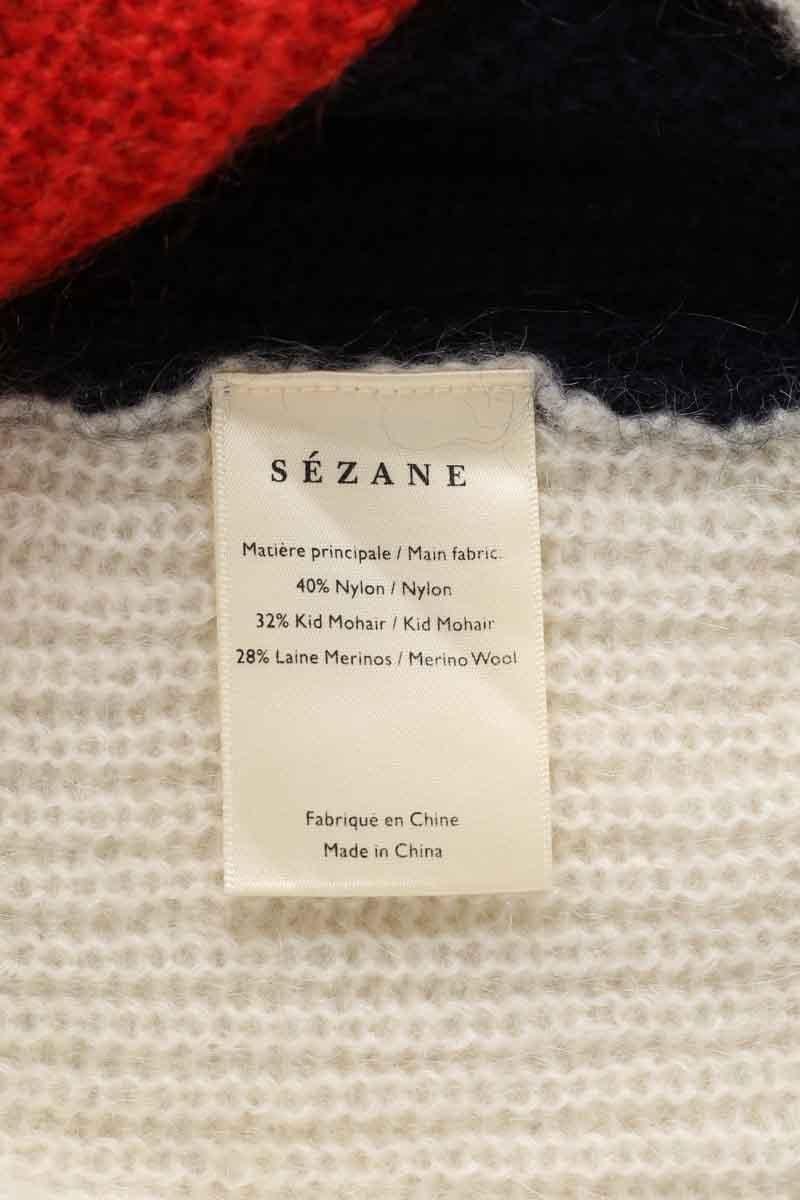 SÉZANE
Matière principale / Main fabric:
40% Nylon / Nylon
32% Kid Mohair / Kid Mohair
28% Laine Merinos / Merino Wool
Fabriqué en Chine
Made in China